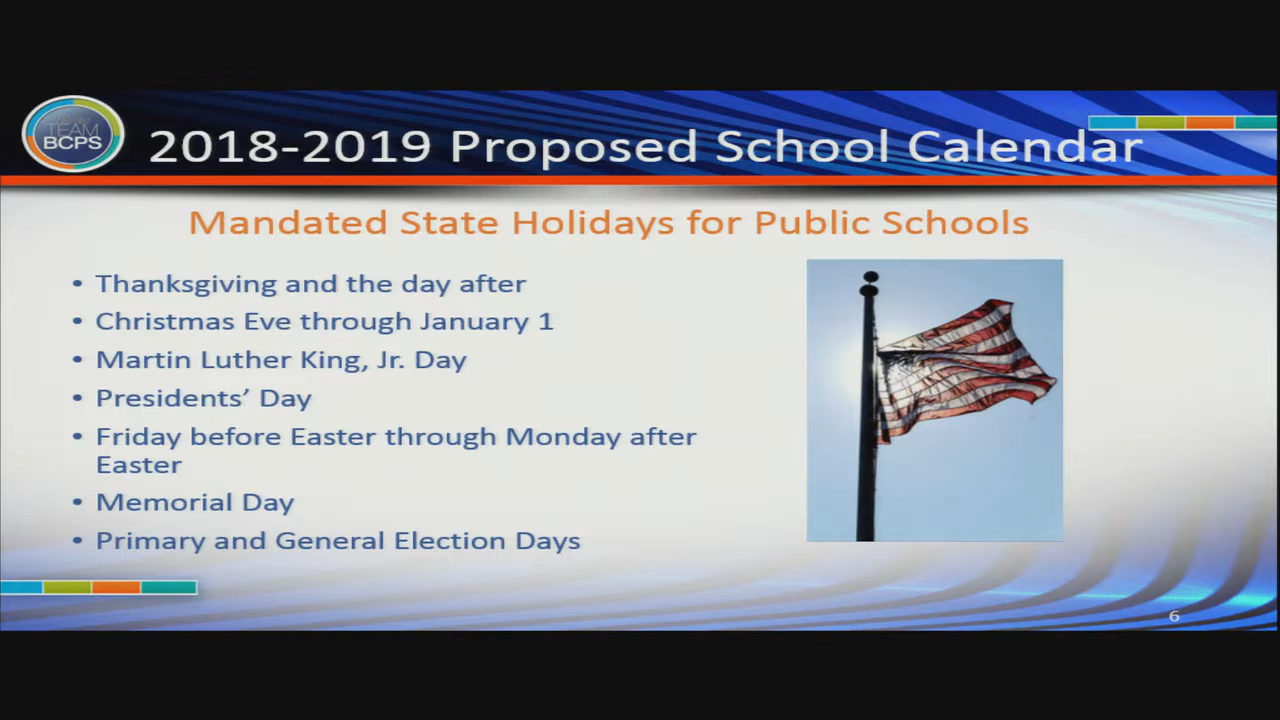 TEAM
BCPS
2018-2019 Proposed School Calendar
Mandated State Holidays for Public Schools
• Thanksgiving and the day after
• Christmas Eve through January 1
• Martin Luther King, Jr. Day
• Presidents’ Day
• Friday before Easter through Monday after
Easter
• Memorial Day
• Primary and General Election Days
6